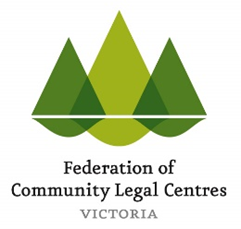 Federation of
Community Legal Centres
VICTORIA